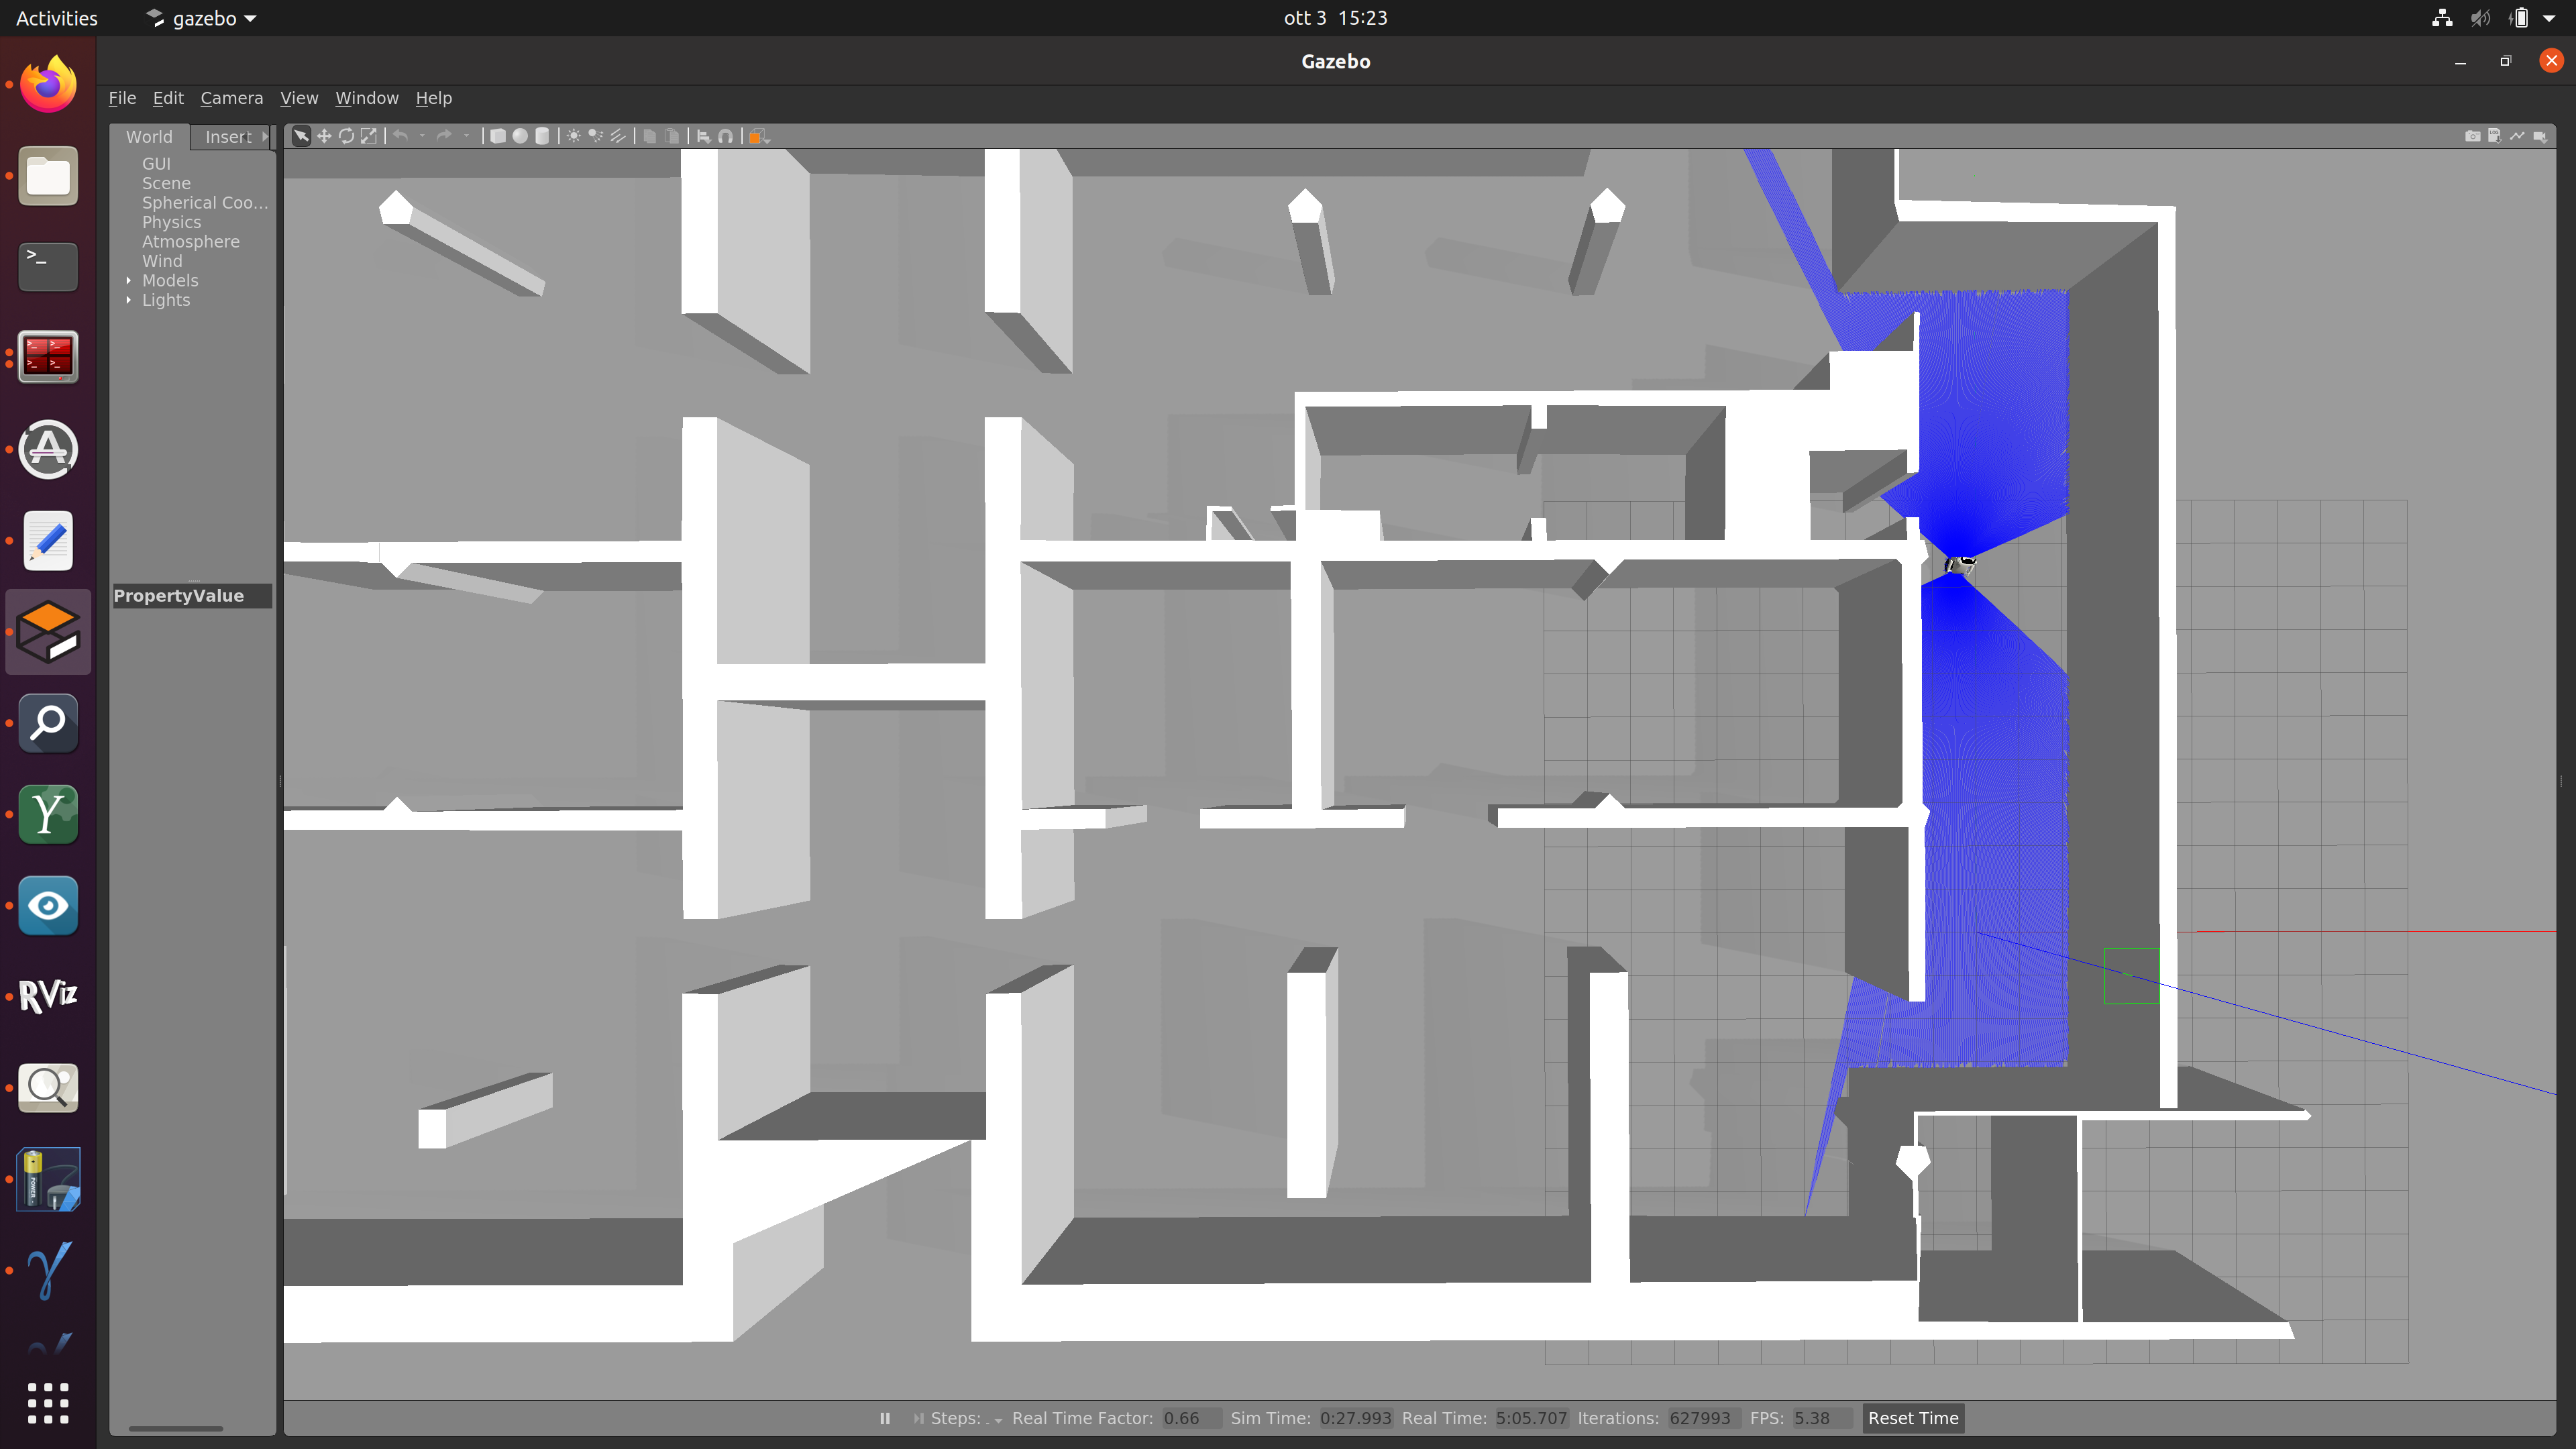 Activities
gazebo
ott 3 15:23
Gazebo
File Edit Camera View Window Help
World
Insert
GUI
Scene
Spherical Coo...
Physics
Atmosphere
Wind
Models
Lights
PropertyValue
>_
A
Y
RViz
POWER
γ
Steps: Real Time Factor: 0.66 Sim Time: 0:27.993 Real Time: 5:05.707 Iterations: 627993 FPS: 5.38 Reset Time